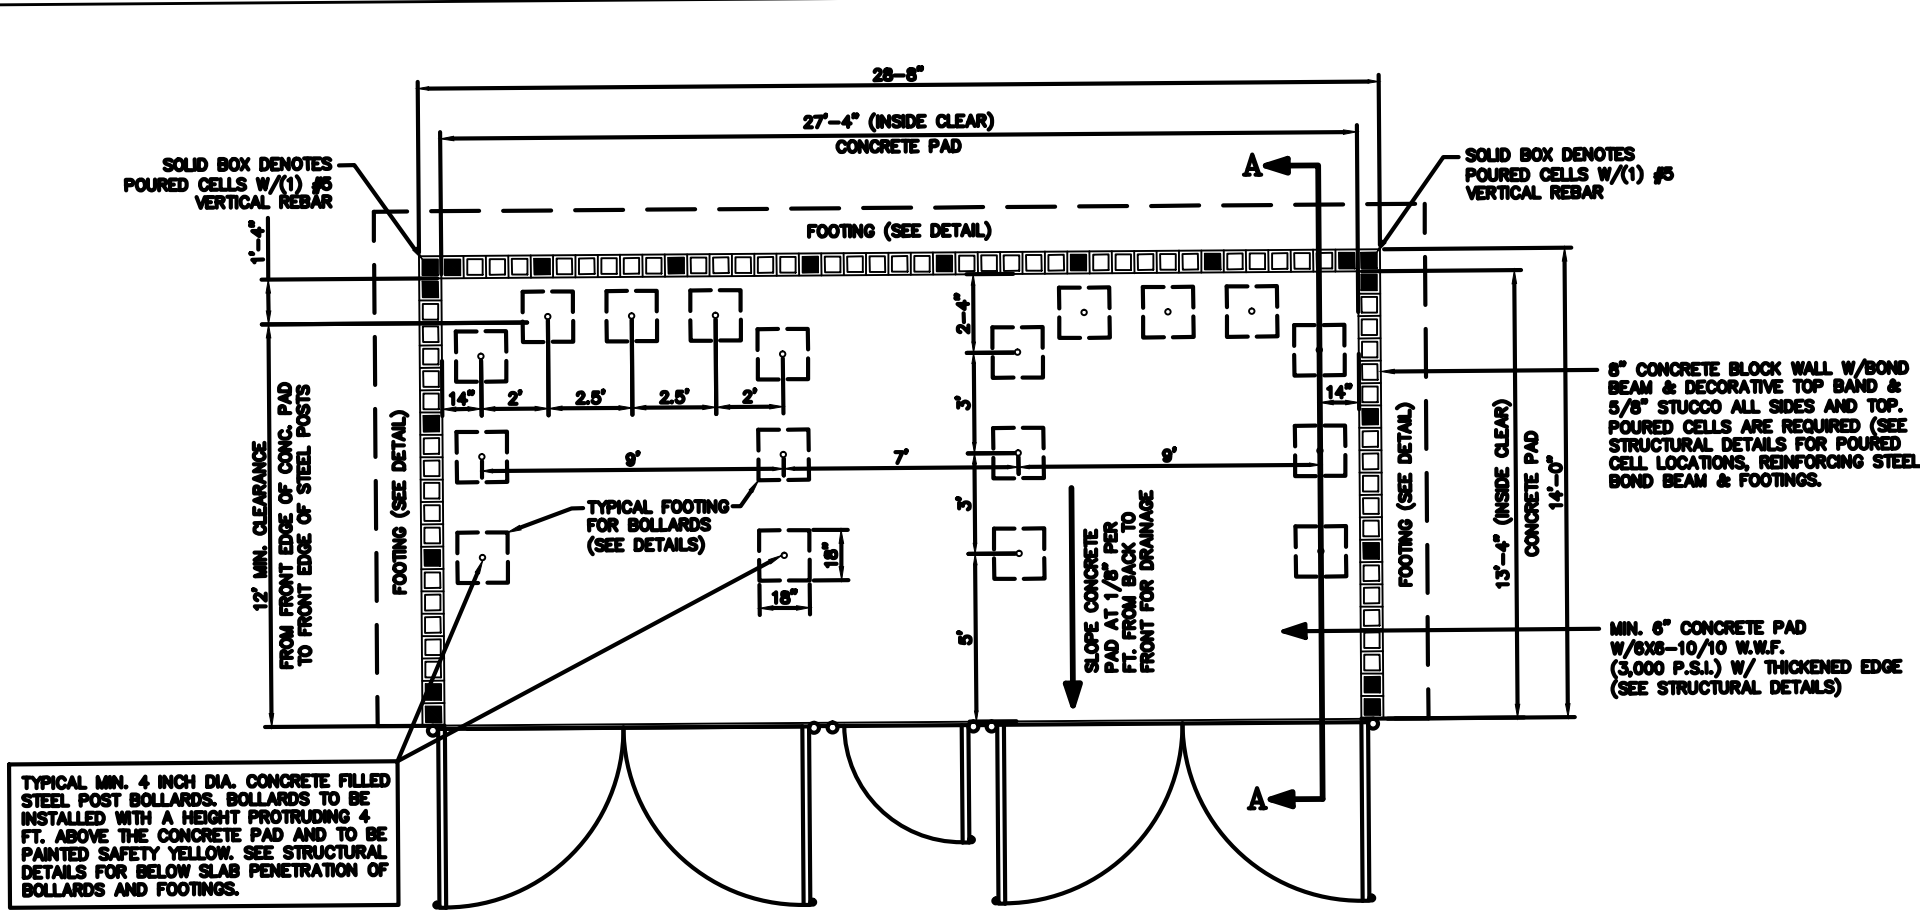 28-8"
27'-4" (INSIDE CLEAR)
CONCRETE PAD
SOLID BOX DENOTES
POURED CELLS W/(1) #5
VERTICAL REBAR
A
SOLID BOX DENOTES
POURED CELLS W/(1) #5
VERTICAL REBAR
FOOTING (SEE DETAIL)
1'-4"
2-4"
14"
2'
2.5'
2.5'
2'
3'
14"
9'
7'
9'
3'
5'
12' MIN. CLEARANCE
FROM FRONT EDGE OF CONC. PAD
TO FRONT EDGE OF STEEL POSTS
FOOTING (SEE DETAIL)
TYPICAL FOOTING
FOR BOLLARDS
(SEE DETAILS)
18"
18"
SLOPE CONCRETE
PAD AT 1/8" PER
FT. FROM BACK TO
FRONT FOR DRAINAGE
FOOTING (SEE DETAIL)
13'-4" (INSIDE CLEAR)
CONCRETE PAD
14'-0"
8" CONCRETE BLOCK WALL W/BOND
BEAM & DECORATIVE TOP BAND &
5/8" STUCCO ALL SIDES AND TOP.
POURED CELLS ARE REQUIRED (SEE
STRUCTURAL DETAILS FOR POURED
CELL LOCATIONS, REINFORCING STEEL
BOND BEAM & FOOTINGS.
MIN. 6" CONCRETE PAD
W/6X6-10/10 W.W.F.
(3,000 P.S.I.) W/ THICKENED EDGE
(SEE STRUCTURAL DETAILS)
A
TYPICAL MIN. 4 INCH DIA. CONCRETE FILLED
STEEL POST BOLLARDS. BOLLARDS TO BE
INSTALLED WITH A HEIGHT PROTRUDING 4
FT. ABOVE THE CONCRETE PAD AND TO BE
PAINTED SAFETY YELLOW. SEE STRUCTURAL
DETAILS FOR BELOW SLAB PENETRATION OF
BOLLARDS AND FOOTINGS.